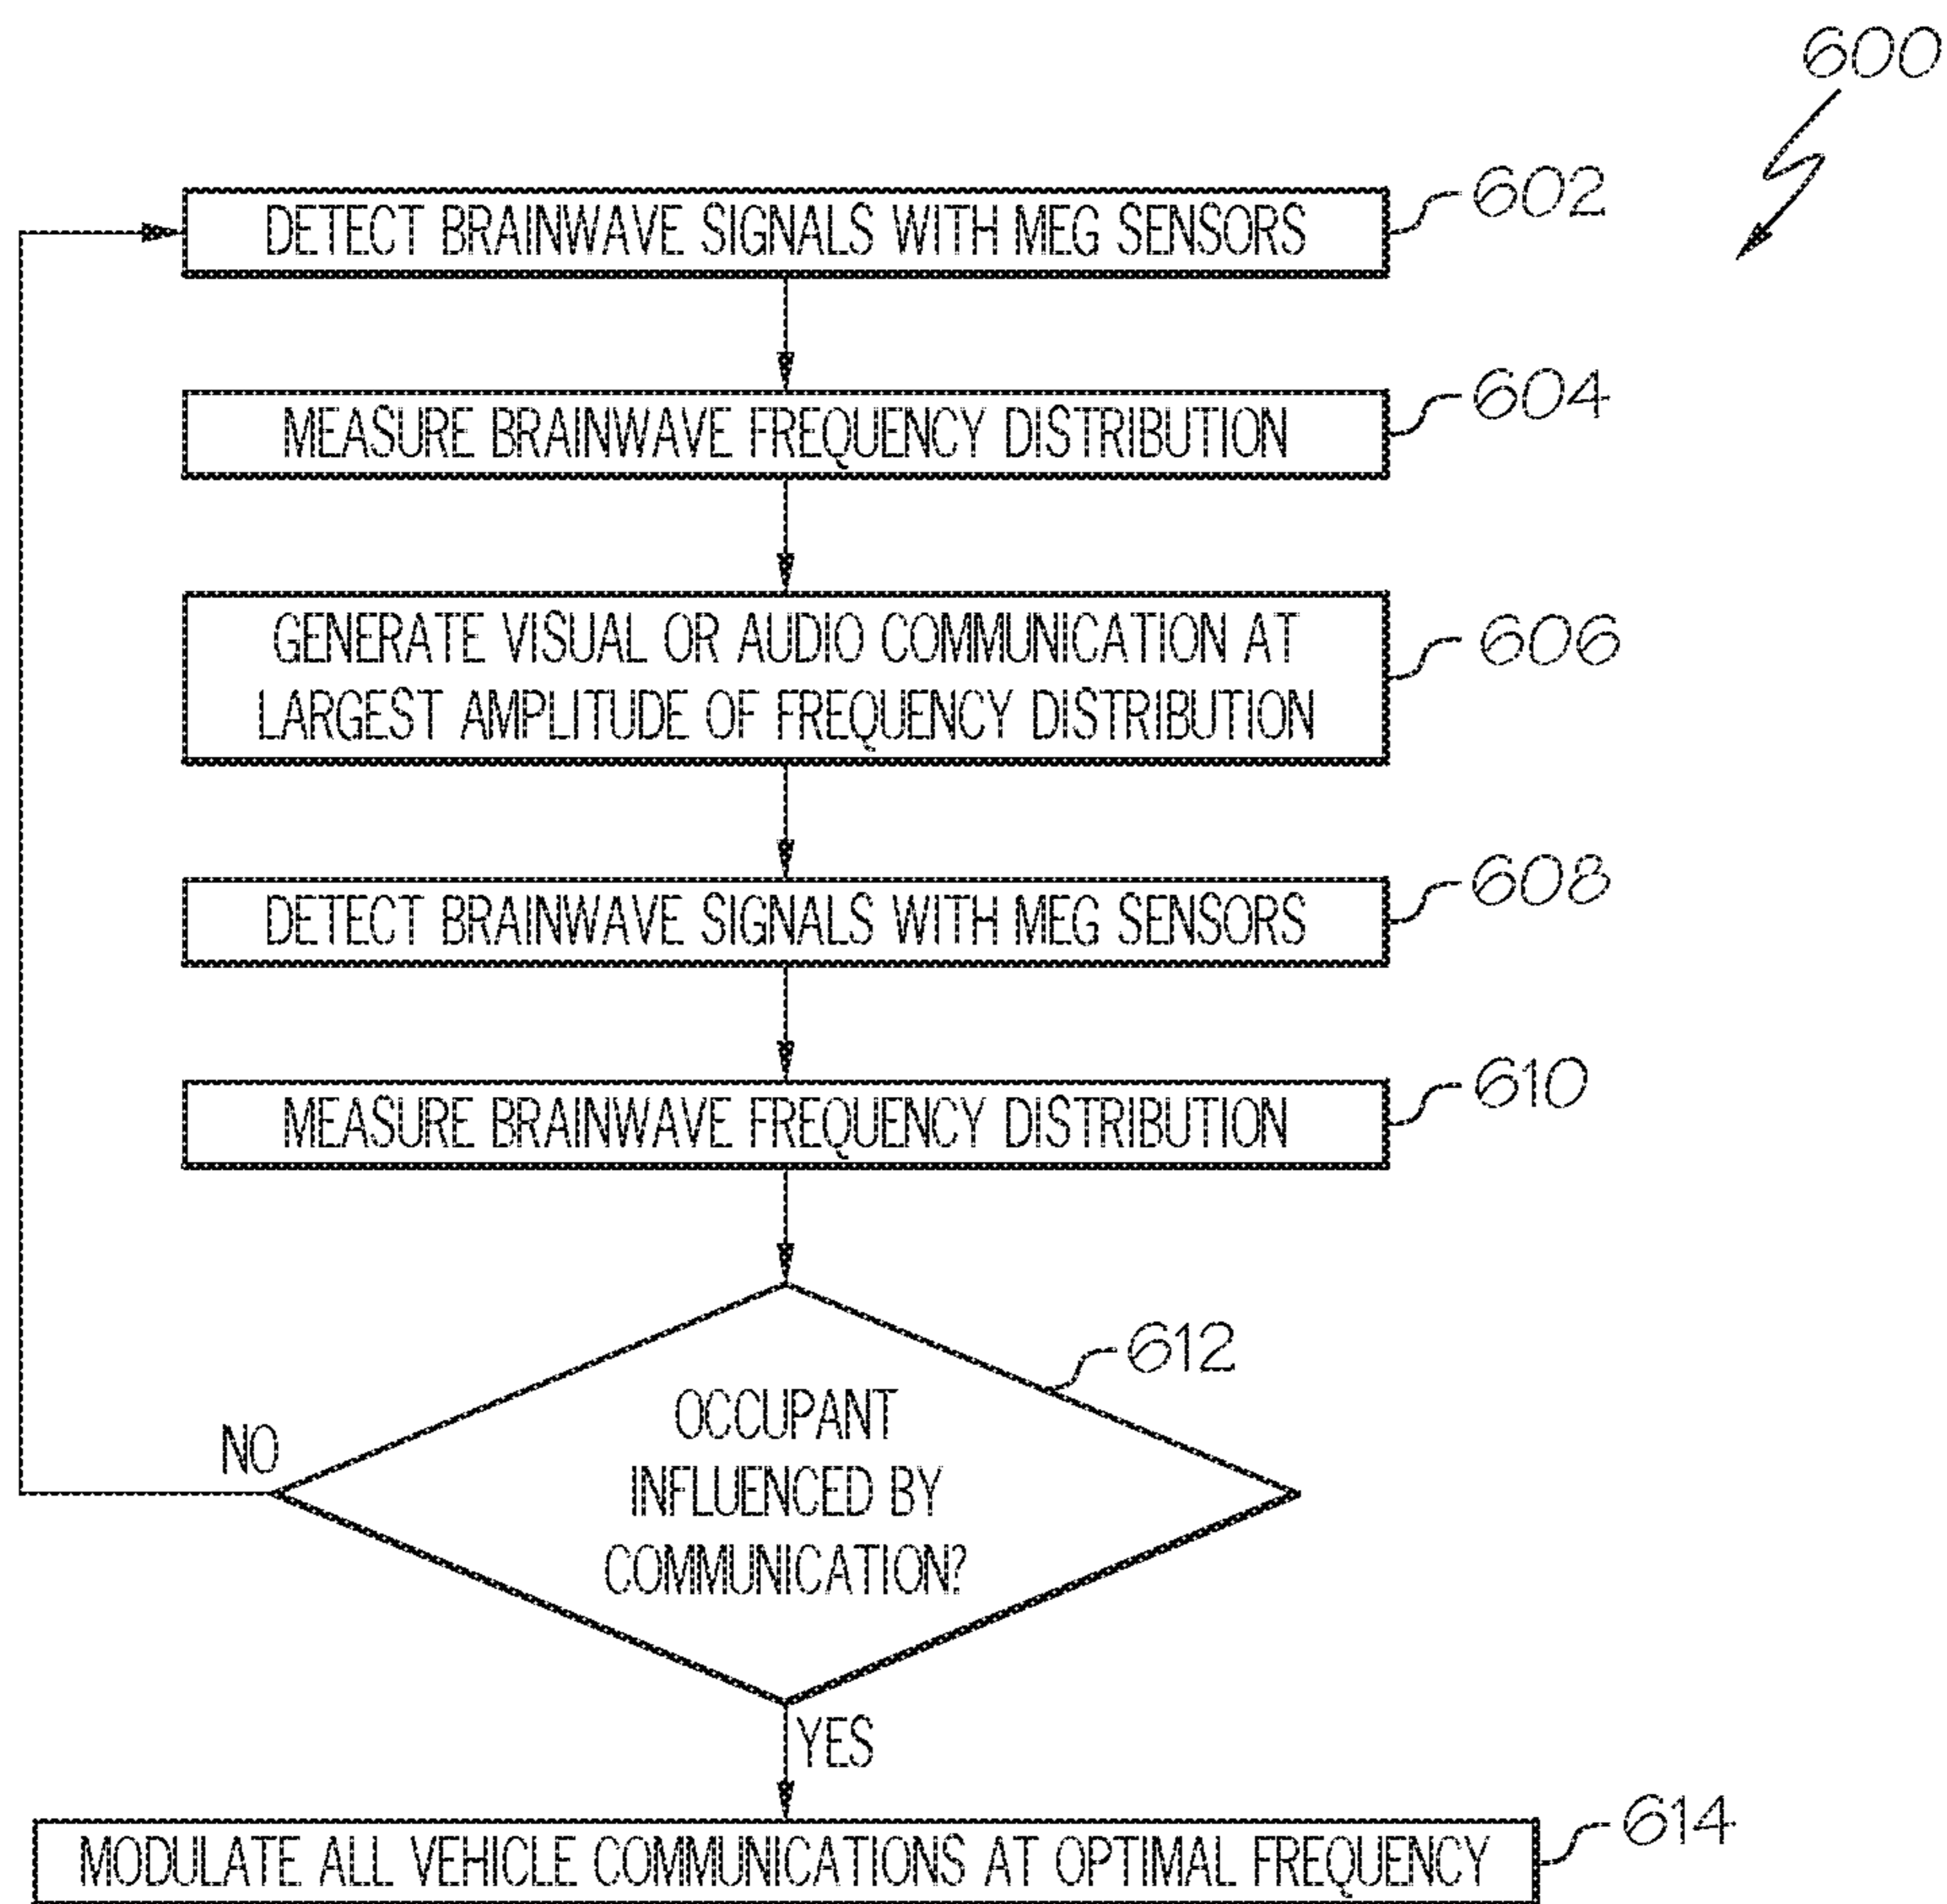 600
DETECT BRAINWAVE SIGNALS WITH MEG SENSORS
602
MEASURE BRAINWAVE FREQUENCY DISTRIBUTION
604
GENERATE VISUAL OR AUDIO COMMUNICATION AT
LARGEST AMPLITUDE OF FREQUENCY DISTRIBUTION
606
DETECT BRAINWAVE SIGNALS WITH MEG SENSORS
608
MEASURE BRAINWAVE FREQUENCY DISTRIBUTION
610
612
OCCUPANT
INFLUENCED BY
COMMUNICATION?
NO
YES
MODULATE ALL VEHICLE COMMUNICATIONS AT OPTIMAL FREQUENCY
614